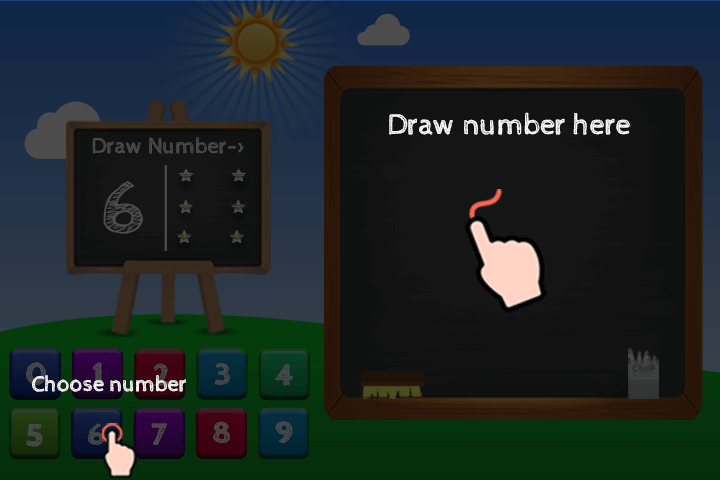 Draw Number->
6
Draw number here
0 1 2 3 4
Choose number
5 6 7 8 9